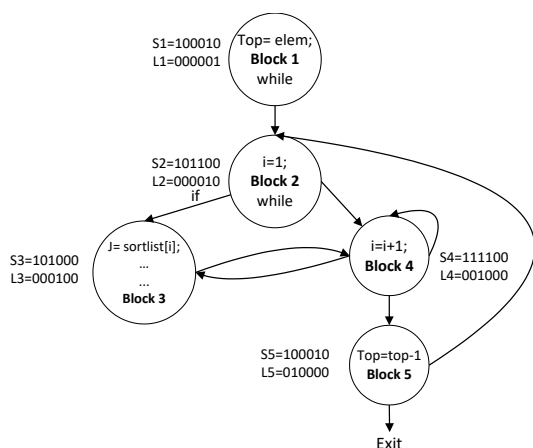 S1=100010
L1=000001
Top= elem;
Block 1
while
S2=101100
L2=000010
if
i=1;
Block 2
while
S3=101000
L3=000100
J= sortlist[i];
...
...
Block 3
i=i+1;
Block 4
S4=111100
L4=001000
S5=100010
L5=010000
Top=top-1
Block 5
Exit